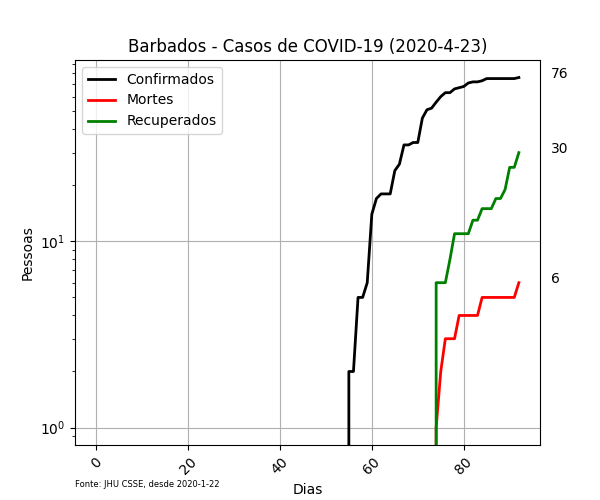 Barbados - Casos de COVID-19 (2020-4-23)
Confirmados
Mortes
Recuperados
76
30
6
Pessoas
10¹
10⁰
0
20
40
60
80
Dias
Fonte: JHU CSSE, desde 2020-1-22